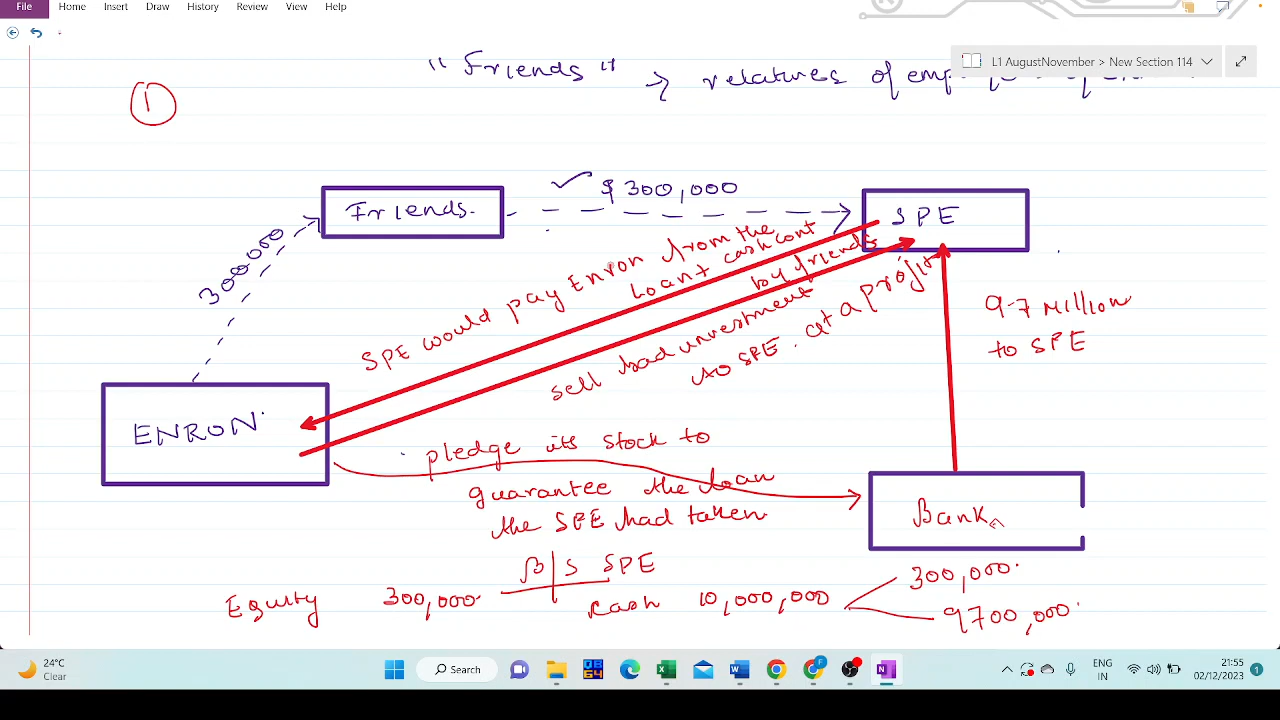 File Home Insert Draw History Review View Help
L1 AugustNovember > New Section 114
"Friends" → relatives of
1
Friends.
✓ $ 300,000
SPE
300000
SPE would pay Enron from the
loan + cash cont
by friends
sell bad investment
to SPE. at a profit
9.7 Million
to SPE
ENRON
pledge its stock to
guarantee the loan
the SPE had taken
Bank
B|S SPE
Equity 300,000 Cash 10,000,000
300,000
9700,000
24°C
Clear
Search
ENG
IN
21:55
02/12/2023